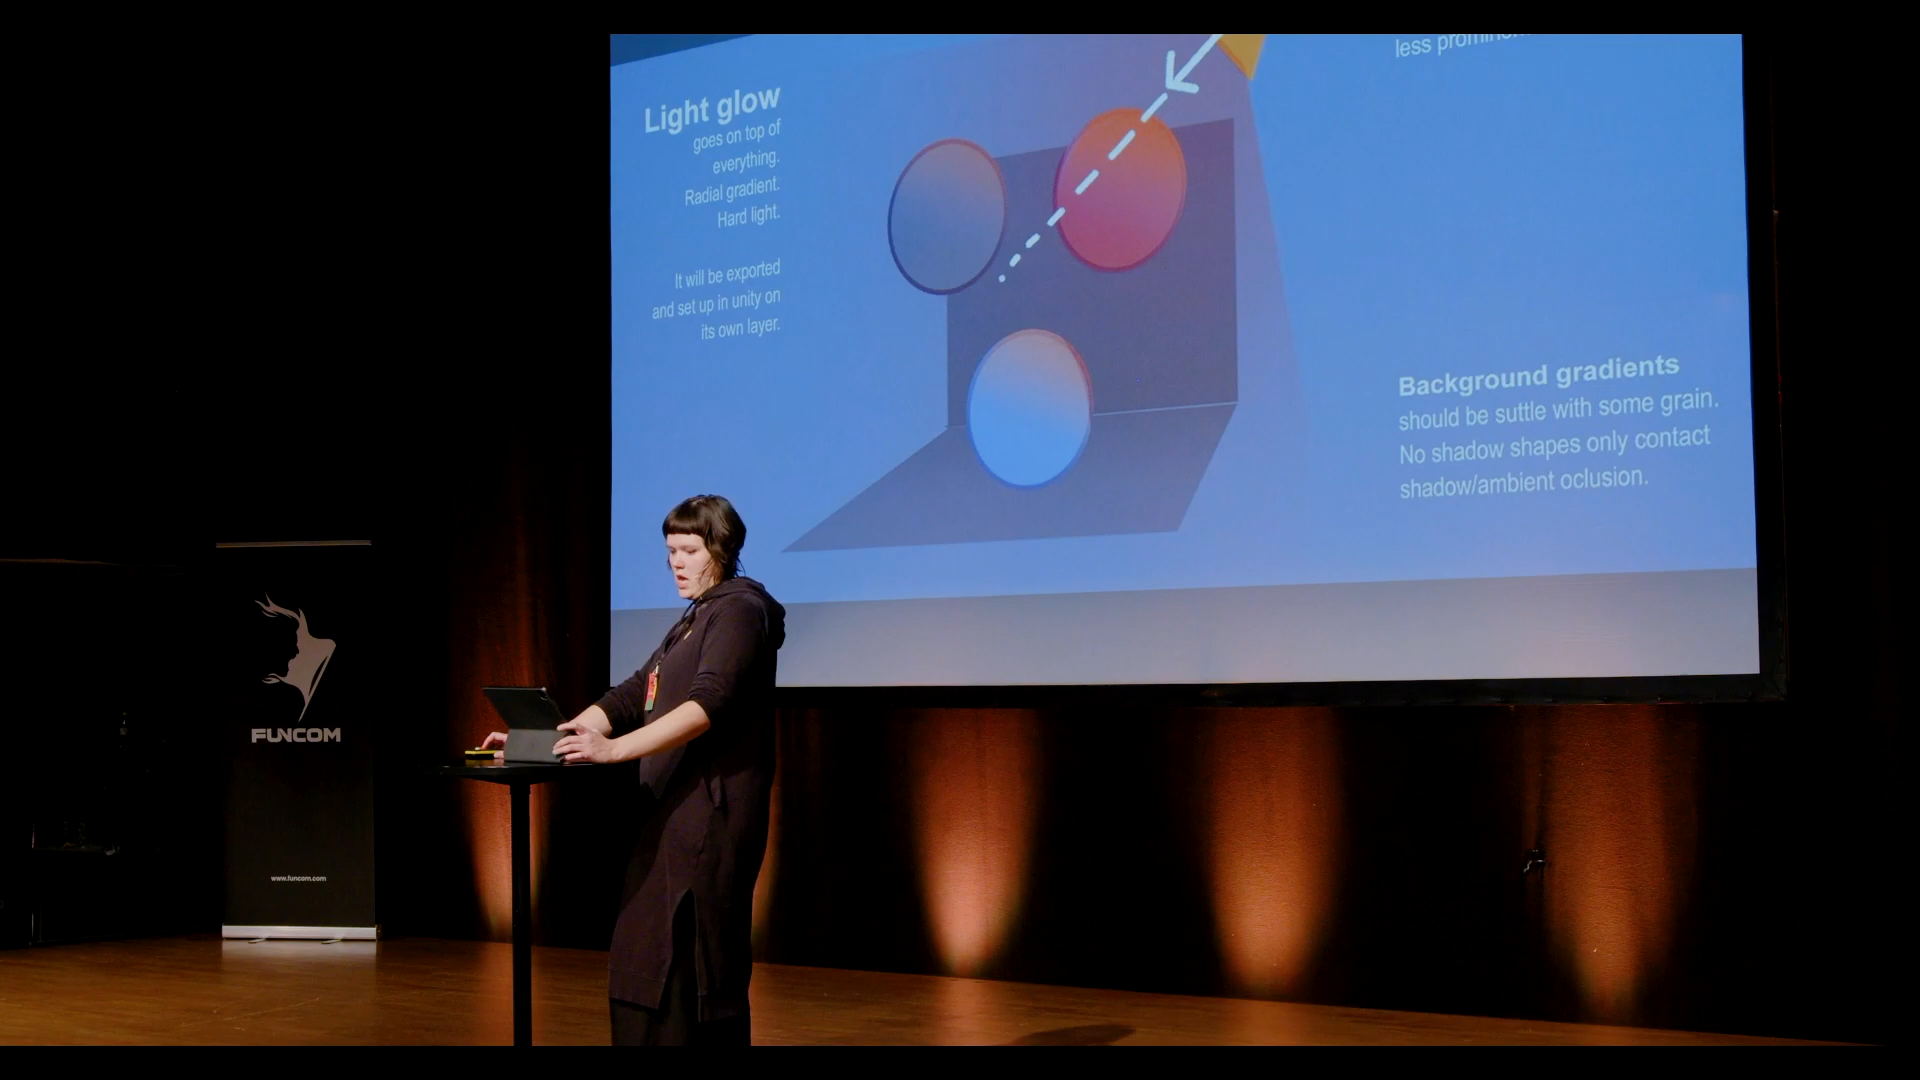 less
Light glow
goes on top of
everything.
Radial gradient.
Hard light.
It will be exported
and set up in unity on
its own layer.
Background gradients
should be suttle with some grain.
No shadow shapes only contact
shadow/ambient oclusion.
FUNCOM
www.funcom.com